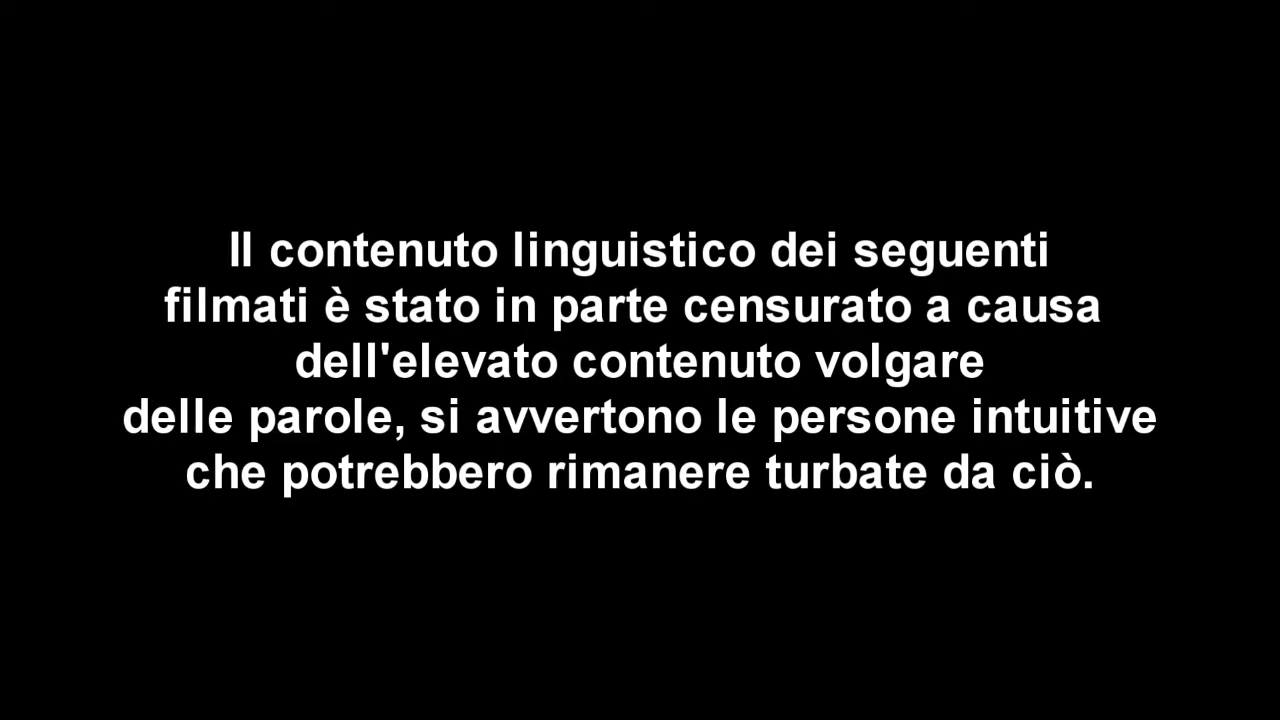 Il contenuto linguistico dei seguenti
filmati è stato in parte censurato a causa
dell'elevato contenuto volgare
delle parole, si avvertono le persone intuitive
che potrebbero rimanere turbate da ciò.